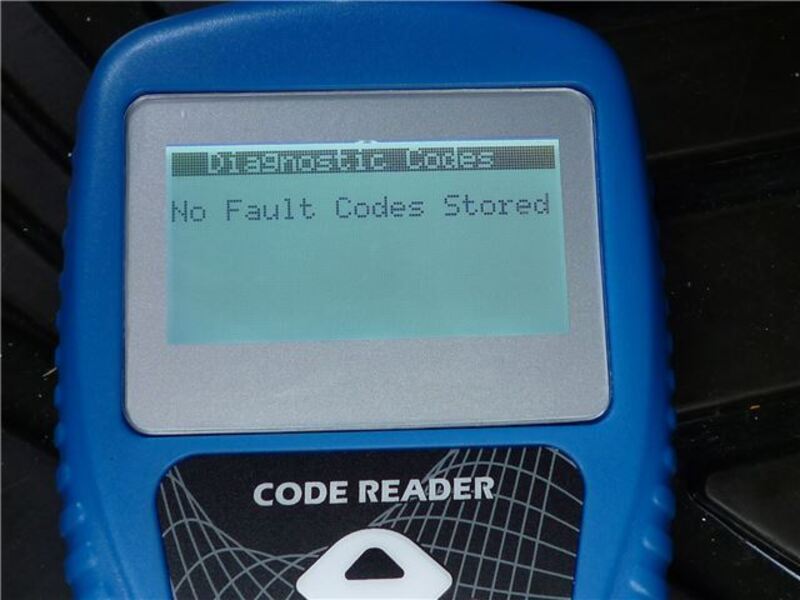 Diagnostic Codes
No Fault Codes Stored
CODE READER